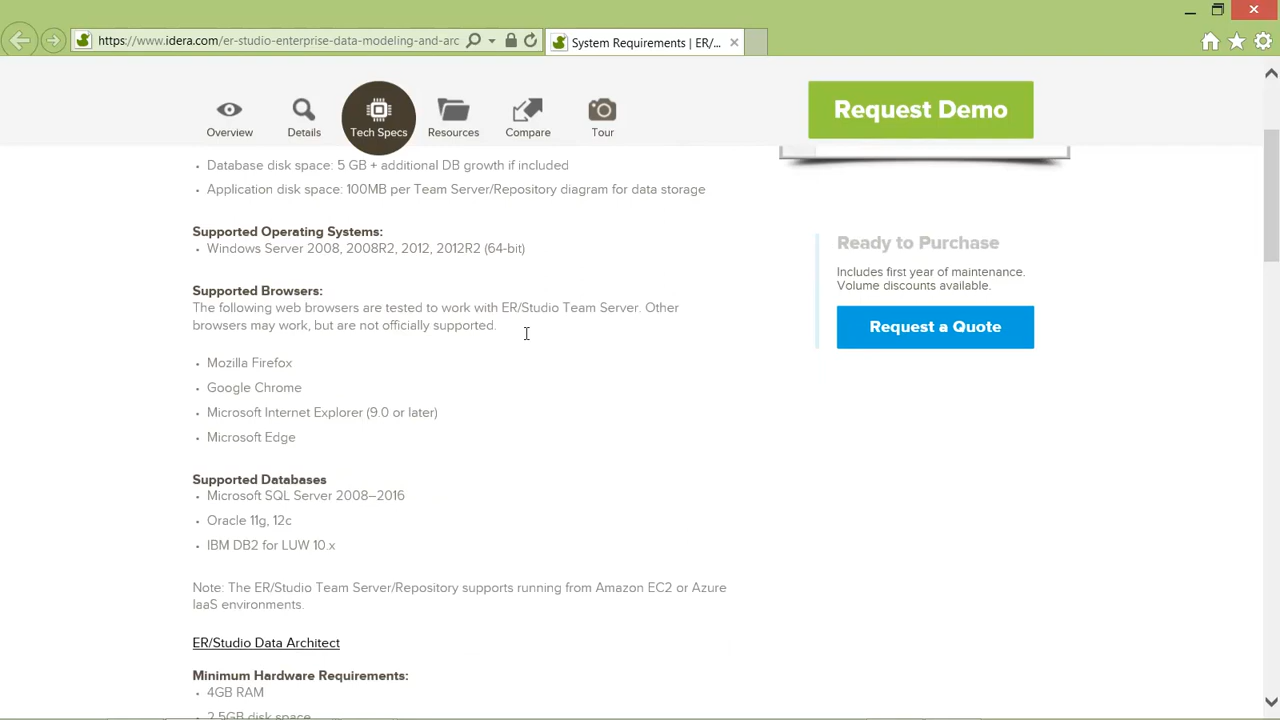 https://www.idera.com/er-studio-enterprise-data-modeling-and-arc
System Requirements | ER/...
Overview
Details
Tech Specs
Resources
Compare
Tour
Request Demo
Database disk space: 5 GB + additional DB growth if included
Application disk space: 100MB per Team Server/Repository diagram for data storage
Supported Operating Systems:
Windows Server 2008, 2008R2, 2012, 2012R2 (64-bit)
Supported Browsers:
The following web browsers are tested to work with ER/Studio Team Server. Other
browsers may work, but are not officially supported.
Mozilla Firefox
Google Chrome
Microsoft Internet Explorer (9.0 or later)
Microsoft Edge
Supported Databases
Microsoft SQL Server 2008–2016
Oracle 11g, 12c
IBM DB2 for LUW 10.x
Note: The ER/Studio Team Server/Repository supports running from Amazon EC2 or Azure
IaaS environments.
ER/Studio Data Architect
Minimum Hardware Requirements:
4GB RAM
2.5GB disk space
Ready to Purchase
Includes first year of maintenance.
Volume discounts available.
Request a Quote